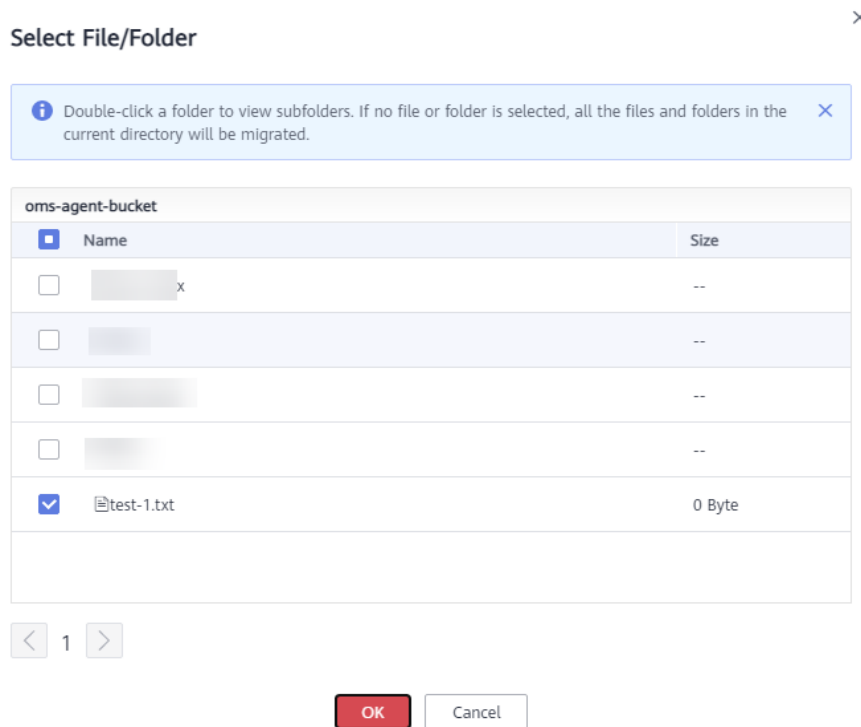 Select File/Folder
Double-click a folder to view subfolders. If no file or folder is selected, all the files and folders in the
current directory will be migrated.
oms-agent-bucket
Name Size
x --
--
--
--
test-1.txt 0 Byte
1
OK Cancel